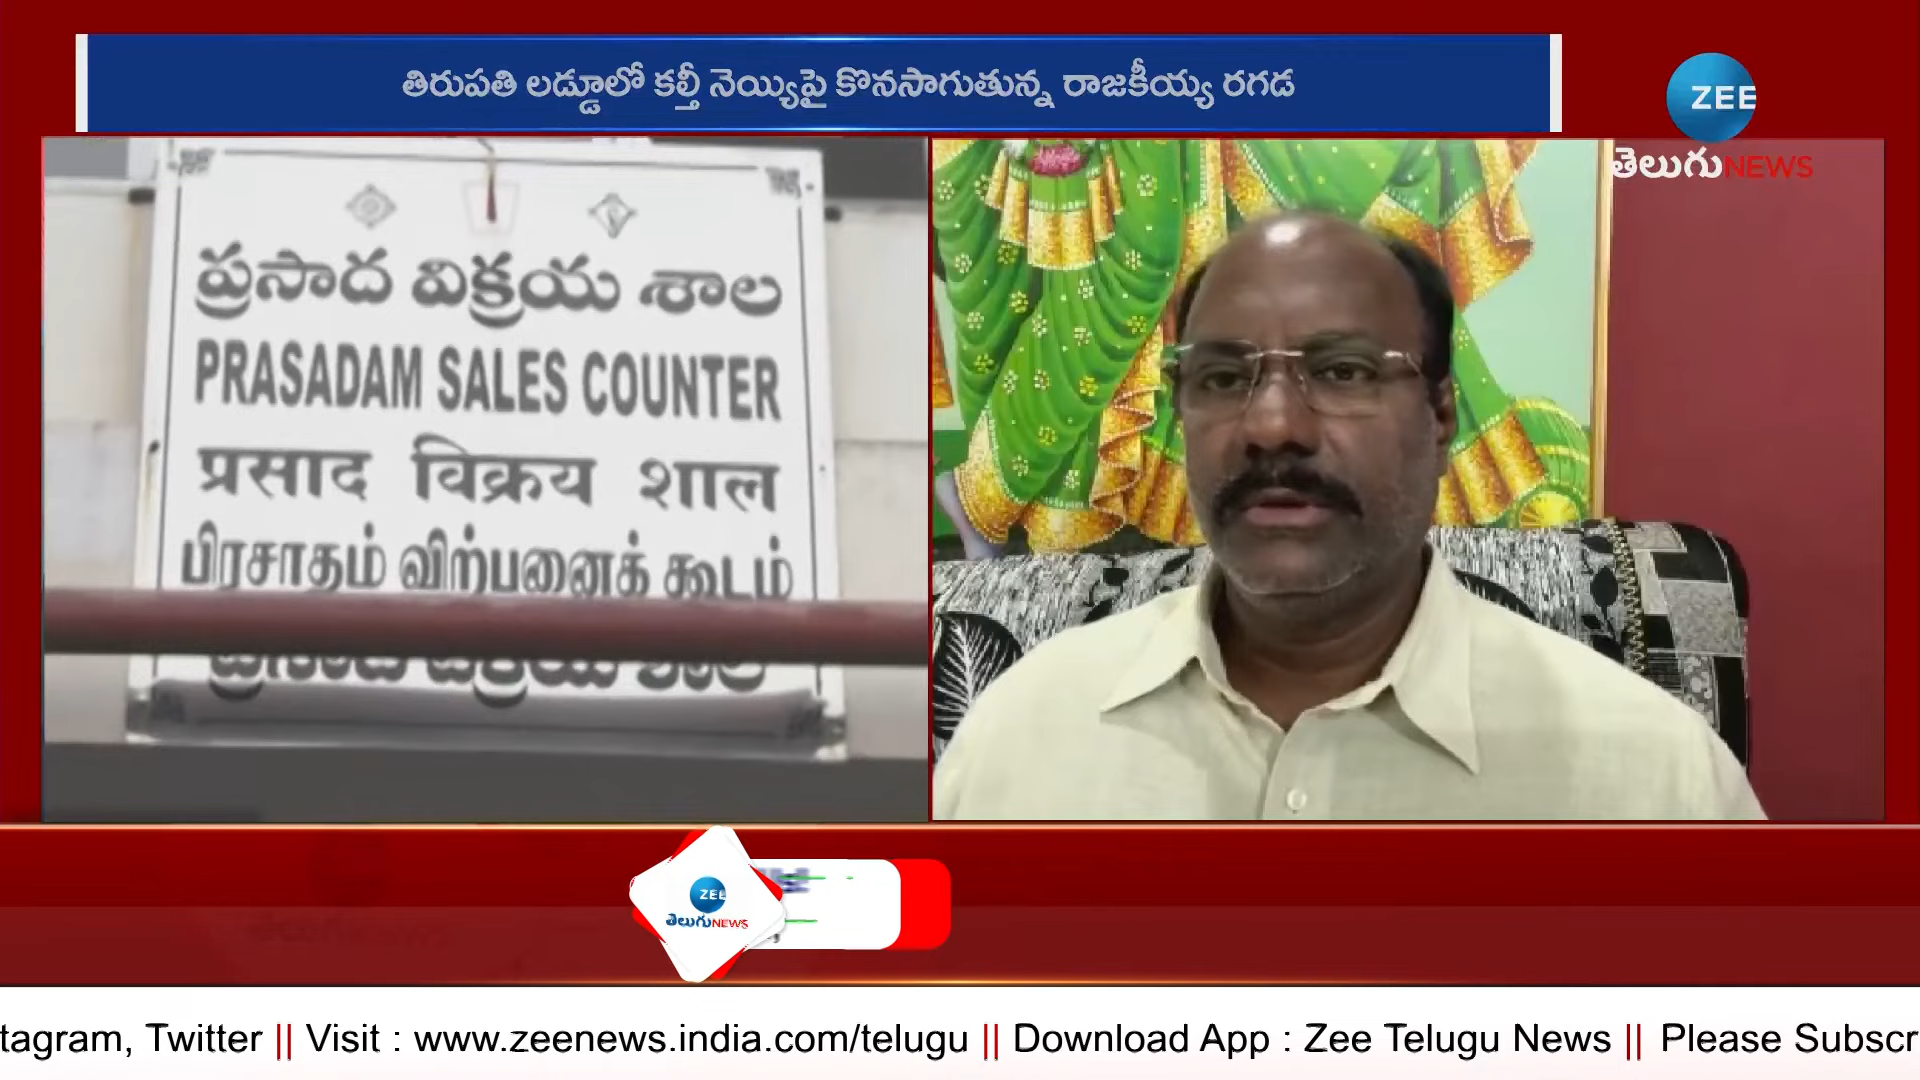 తిరుపతి లడ్డూలో కల్తీ నెయ్యిపై కొనసాగుతున్న రాజకీయ్య రగడ
ZEE
తెలుగు NEWS
ప్రసాద విక్రయ శాల
PRASADAM SALES COUNTER
प्रसाद विक्रय शाल
பிரசாதம் விற்பனைக் கூடம்
ZEE
తెలుగు NEWS
tagram, Twitter || Visit : www.zeenews.india.com/telugu || Download App : Zee Telugu News || Please Subscr